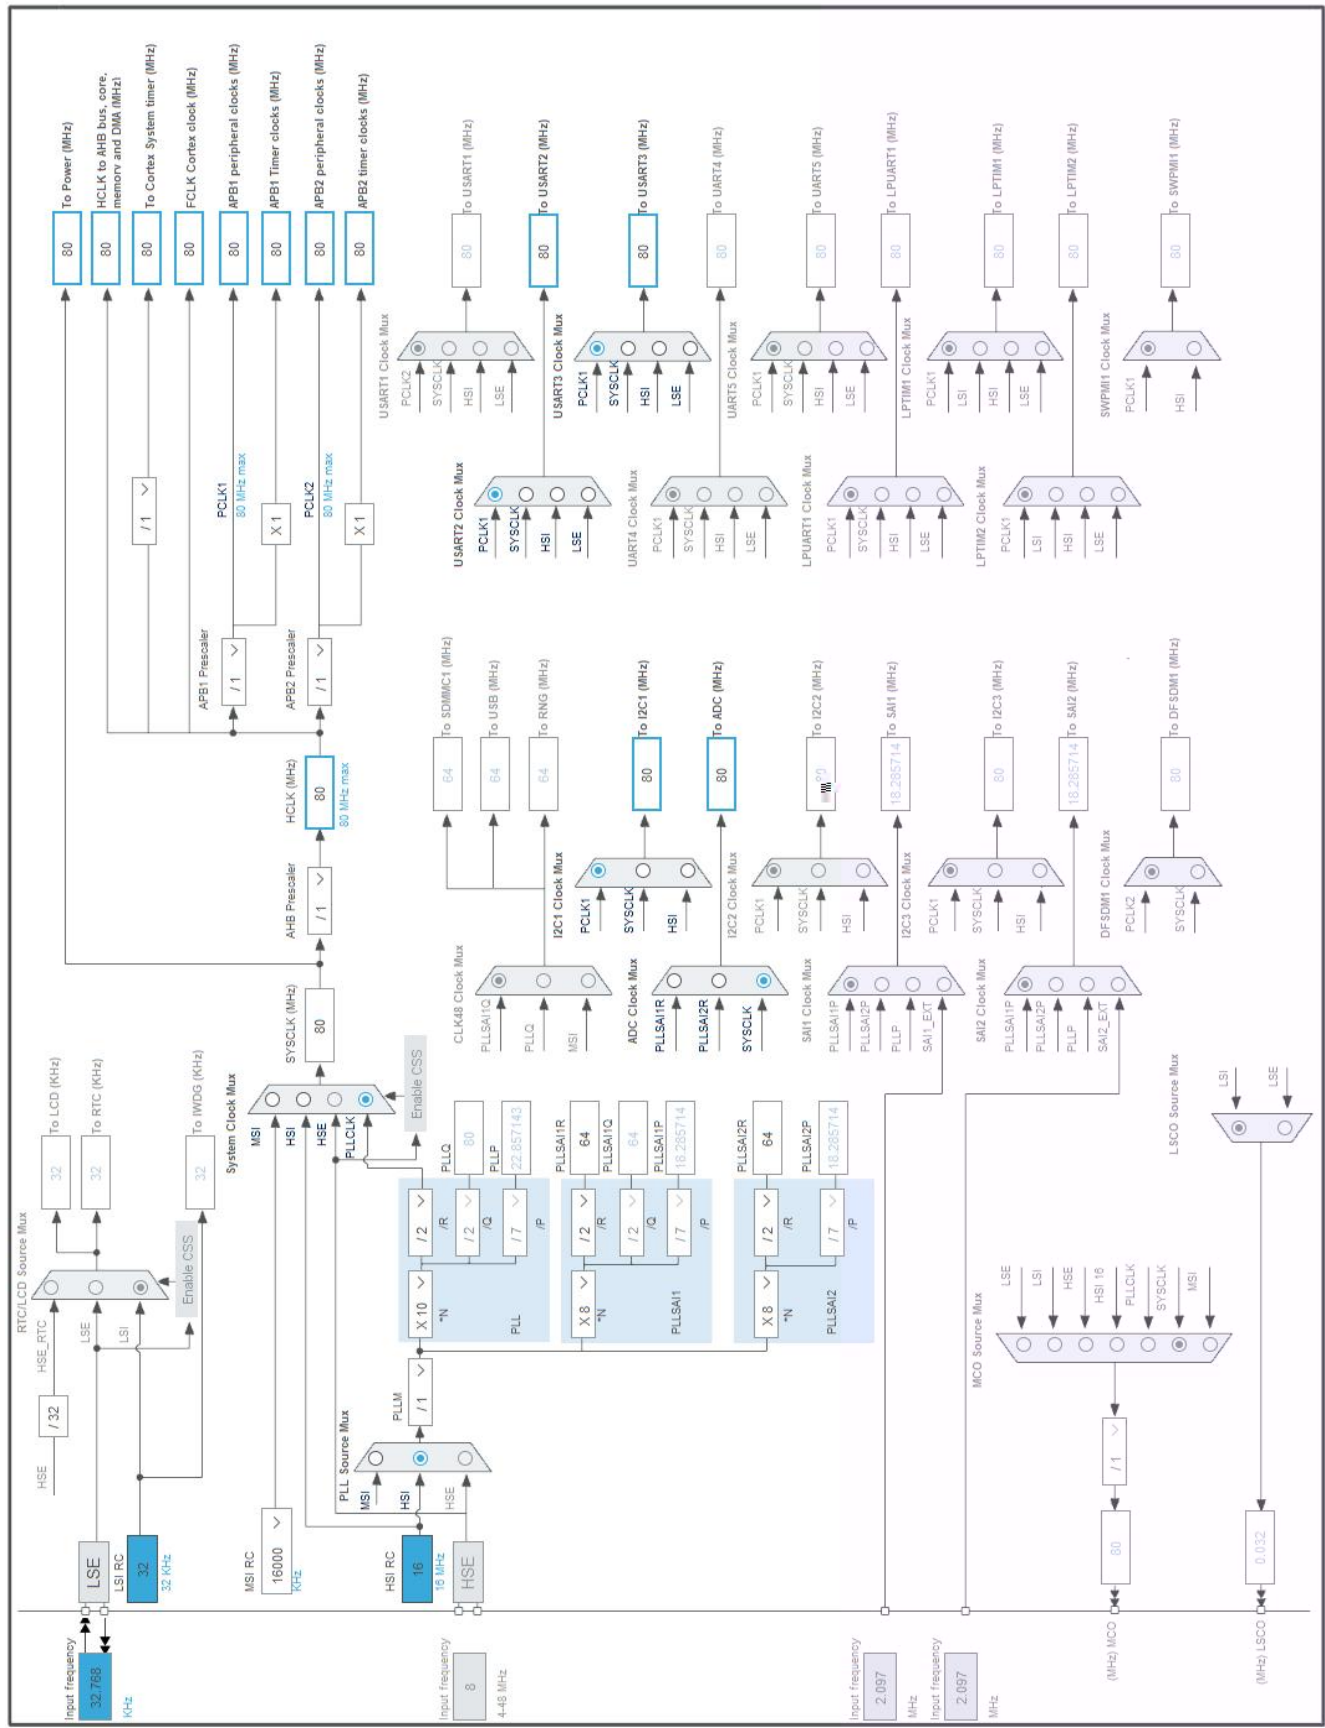 RTC/LCD Source Mux
HSE
/ 32
HSE_RTC
LSE
LSI
Enable CSS
32
To LCD (KHz)
32
To RTC (KHz)
32
To IWDG (KHz)
Input frequency
32.768
KHz
LSE
LSI RC
32
32 KHz
MSI RC
16000
KHz
HSI RC
16
16 MHz
HSE
Input frequency
8
4-48 MHz
System Clock Mux
MSI
HSI
HSE
PLLCLK
Enable CSS
SYSCLK (MHz)
80
AHB Prescaler
/ 1
HCLK (MHz)
80
80 MHz max
APB1 Prescaler
/ 1
APB2 Prescaler
/ 1
/ 1
PCLK1
80 MHz max
X 1
PCLK2
80 MHz max
X 1
80
To Power (MHz)
80
HCLK to AHB bus, core,
memory and DMA (MHz)
80
To Cortex System timer (MHz)
80
FCLK Cortex clock (MHz)
80
APB1 peripheral clocks (MHz)
80
APB1 Timer clocks (MHz)
80
APB2 peripheral clocks (MHz)
80
APB2 timer clocks (MHz)
PLL Source Mux
MSI
HSI
HSE
PLLM
/ 1
X 10
*N
PLL
/ 2
/R
/ 2
/Q
/ 7
/P
PLLQ
80
PLLP
22.857143
X 8
*N
PLLSAI1
/ 2
/R
/ 2
/Q
/ 7
/P
PLLSAI1R
64
PLLSAI1Q
64
PLLSAI1P
18.285714
X 8
*N
PLLSAI2
/ 2
/R
/ 7
/P
PLLSAI2R
64
PLLSAI2P
18.285714
CLK48 Clock Mux
PLLSAI1Q
PLLQ
MSI
64
To SDMMC1 (MHz)
64
To USB (MHz)
64
To RNG (MHz)
I2C1 Clock Mux
PCLK1
SYSCLK
HSI
80
To I2C1 (MHz)
ADC Clock Mux
PLLSAI1R
PLLSAI2R
SYSCLK
80
To ADC (MHz)
I2C2 Clock Mux
PCLK1
SYSCLK
HSI
To I2C2 (MHz)
SAI1 Clock Mux
PLLSAI1P
PLLSAI2P
PLLP
SAI1_EXT
18.285714
To SAI1 (MHz)
I2C3 Clock Mux
PCLK1
SYSCLK
HSI
80
To I2C3 (MHz)
SAI2 Clock Mux
PLLSAI1P
PLLSAI2P
PLLP
SAI2_EXT
18.285714
To SAI2 (MHz)
DFSDM1 Clock Mux
PCLK2
SYSCLK
80
To DFSDM1 (MHz)
USART1 Clock Mux
PCLK2
SYSCLK
HSI
LSE
80
To USART1 (MHz)
USART2 Clock Mux
PCLK1
SYSCLK
HSI
LSE
80
To USART2 (MHz)
USART3 Clock Mux
PCLK1
SYSCLK
HSI
LSE
80
To USART3 (MHz)
UART4 Clock Mux
PCLK1
SYSCLK
HSI
LSE
80
To UART4 (MHz)
UART5 Clock Mux
PCLK1
SYSCLK
HSI
LSE
80
To UART5 (MHz)
LPUART1 Clock Mux
PCLK1
SYSCLK
HSI
LSE
80
To LPUART1 (MHz)
LPTIM1 Clock Mux
PCLK1
LSI
HSI
LSE
80
To LPTIM1 (MHz)
LPTIM2 Clock Mux
PCLK1
LSI
HSI
LSE
80
To LPTIM2 (MHz)
SWPMI1 Clock Mux
PCLK1
HSI
80
To SWPMI1 (MHz)
Input frequency
2.097
MHz
Input frequency
2.097
MHz
MCO Source Mux
LSE
LSI
HSE
HSI 16
PLLCLK
SYSCLK
MSI
/ 1
80
(MHz) MCO
LSCO Source Mux
LSI
LSE
0.032
(MHz) LSCO